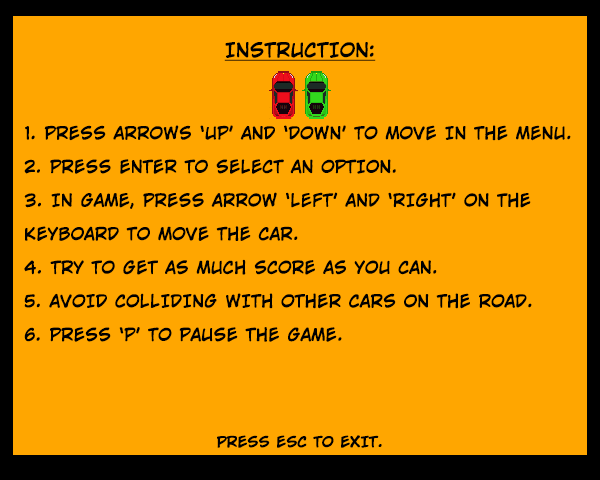 INSTRUCTION:
1. PRESS ARROWS ‘UP’ AND ‘DOWN’ TO MOVE IN THE MENU.
2. PRESS ENTER TO SELECT AN OPTION.
3. IN GAME, PRESS ARROW ‘LEFT’ AND ‘RIGHT’ ON THE
KEYBOARD TO MOVE THE CAR.
4. TRY TO GET AS MUCH SCORE AS YOU CAN.
5. AVOID COLLIDING WITH OTHER CARS ON THE ROAD.
6. PRESS ‘P’ TO PAUSE THE GAME.
PRESS ESC TO EXIT.